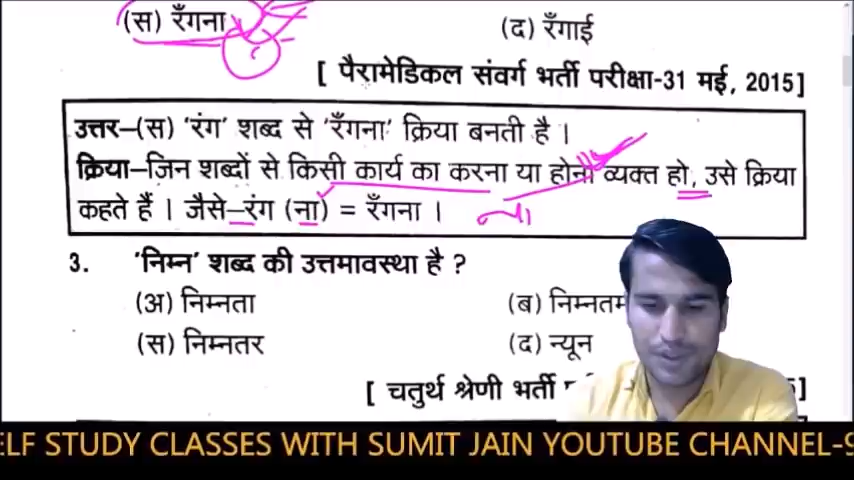 (स) रँगना
(द) रँगाई
[ पैरामेडिकल संवर्ग भर्ती परीक्षा-31 मई, 2015]
उत्तर–(स) 'रंग' शब्द से 'रँगना' क्रिया बनती है ।
क्रिया–जिन शब्दों से किसी कार्य का करना या होना व्यक्त हो, उसे क्रिया
कहते हैं । जैसे–रंग (ना) = रँगना ।
3. 'निम्न' शब्द की उत्तमावस्था है ?
(अ) निम्नता
(ब) निम्नतम
(स) निम्नतर
(द) न्यून
[ चतुर्थ श्रेणी भर्ती
ELF STUDY CLASSES WITH SUMIT JAIN YOUTUBE CHANNEL-9